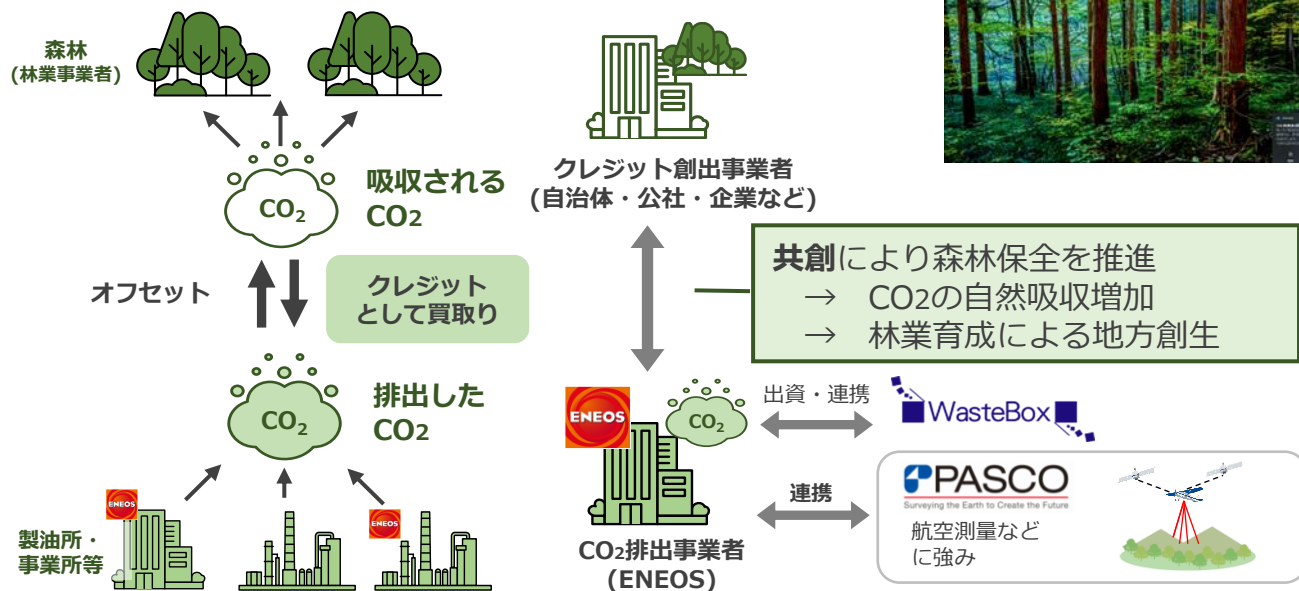 森林
(林業事業者)
CO2
吸収される
CO2
オフセット
クレジット
として買取り
CO2
排出した
CO2
ENEOS
ENEOS
製油所・
事業所等
クレジット創出事業者
(自治体・公社・企業など)
共創により森林保全を推進
→ CO2の自然吸収増加
→ 林業育成による地方創生
ENEOS
CO2
出資・連携
WasteBox
連携
PASCO
Surveying the Earth to Create the Future
航空測量など
に強み
CO2排出事業者
(ENEOS)